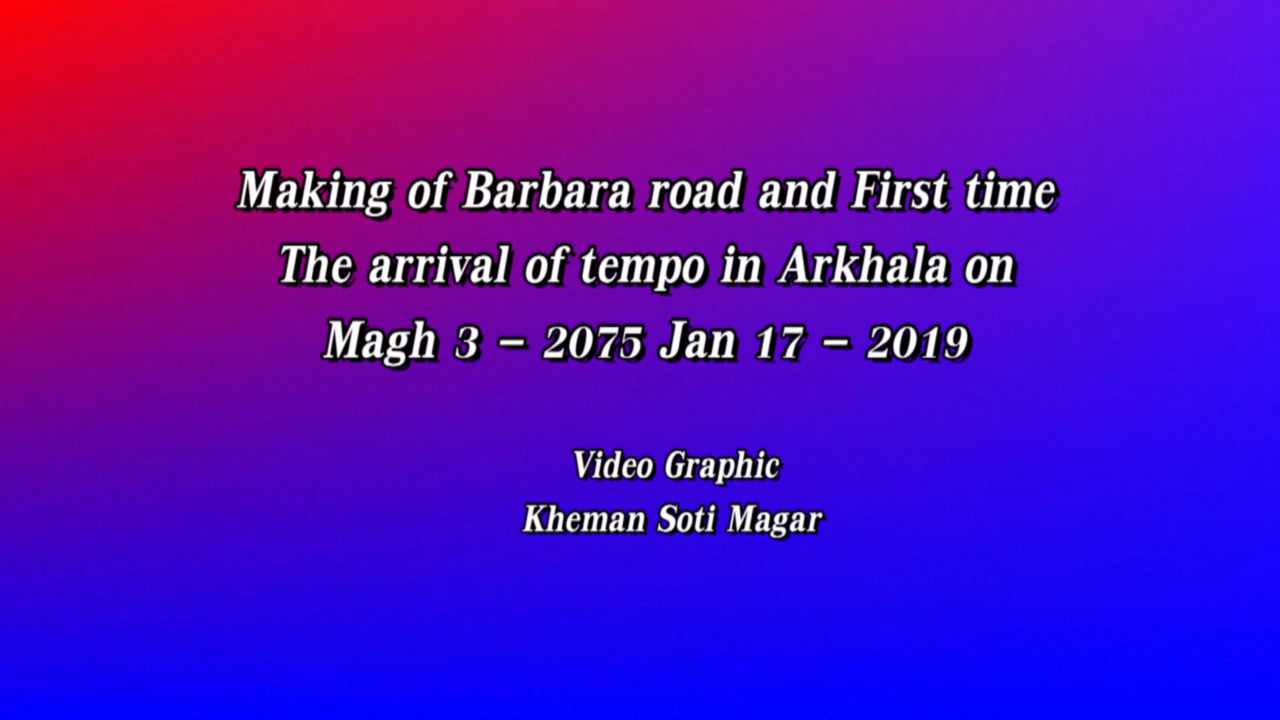 Making of Barbara road and First time
The arrival of tempo in Arkhala on
Magh 3 - 2075 Jan 17 - 2019
Video Graphic
Kheman Soti Magar